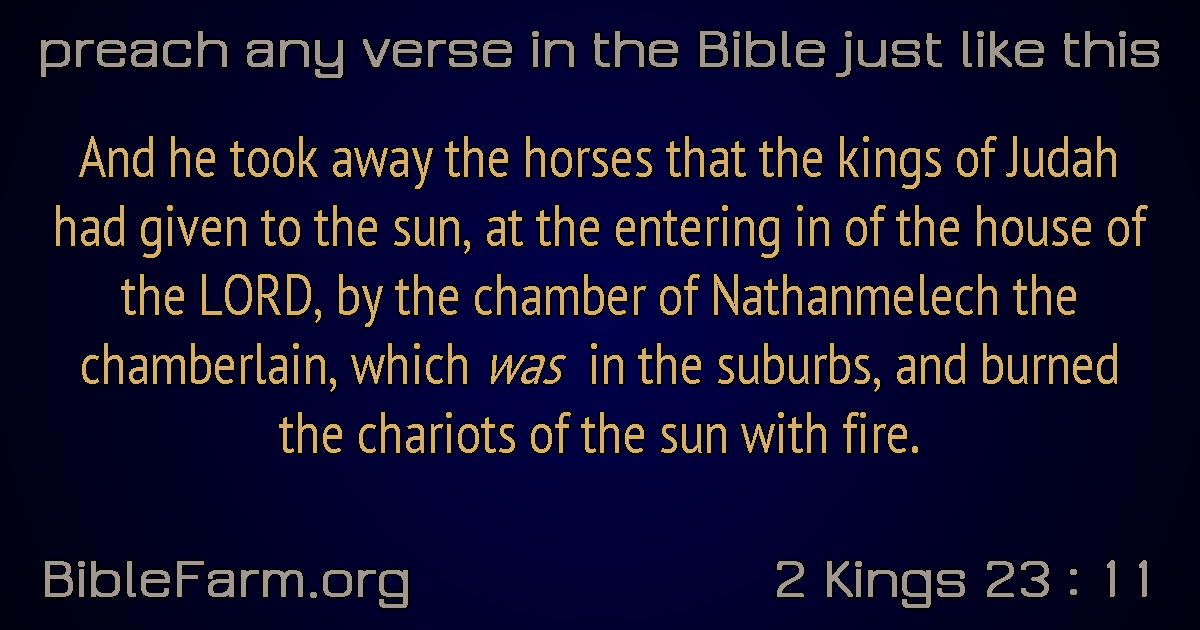 preach any verse in the Bible just like this
And he took away the horses that the kings of Judah
had given to the sun, at the entering in of the house of
the LORD, by the chamber of Nathanmelech the
chamberlain, which was in the suburbs, and burned
the chariots of the sun with fire.
BibleFarm.org
2 Kings 23 : 11